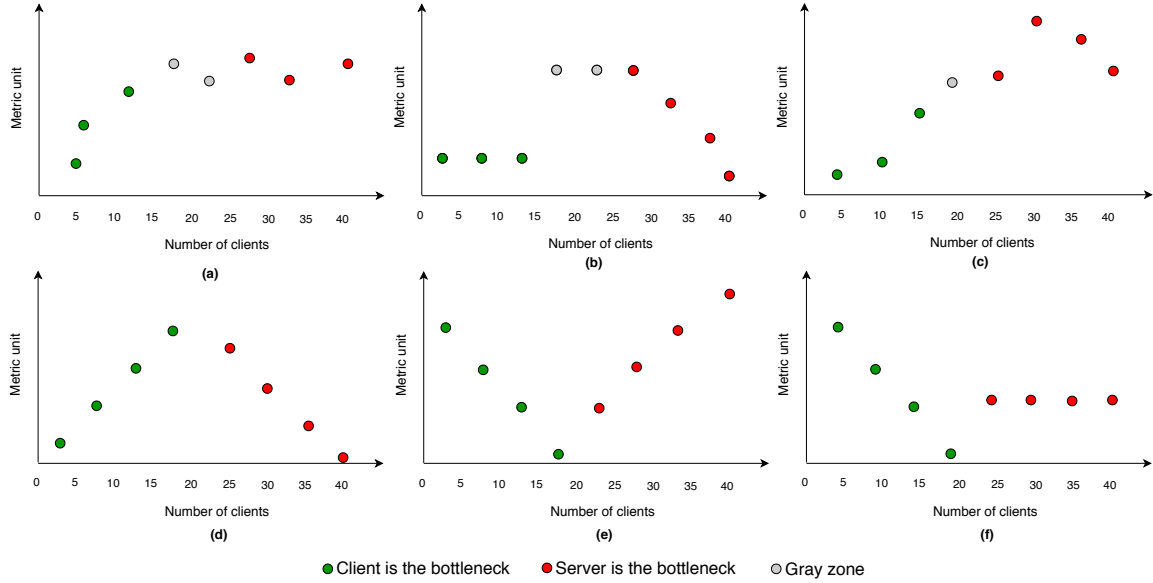 Metric unit
0 5 10 15 20 25 30 35 40
Number of clients
(a)
Metric unit
0 5 10 15 20 25 30 35 40
Number of clients
(b)
Metric unit
0 5 10 15 20 25 30 35 40
Number of clients
(c)
Metric unit
0 5 10 15 20 25 30 35 40
Number of clients
(d)
Metric unit
0 5 10 15 20 25 30 35 40
Number of clients
(e)
Metric unit
0 5 10 15 20 25 30 35 40
Number of clients
(f)
Client is the bottleneck Server is the bottleneck Gray zone